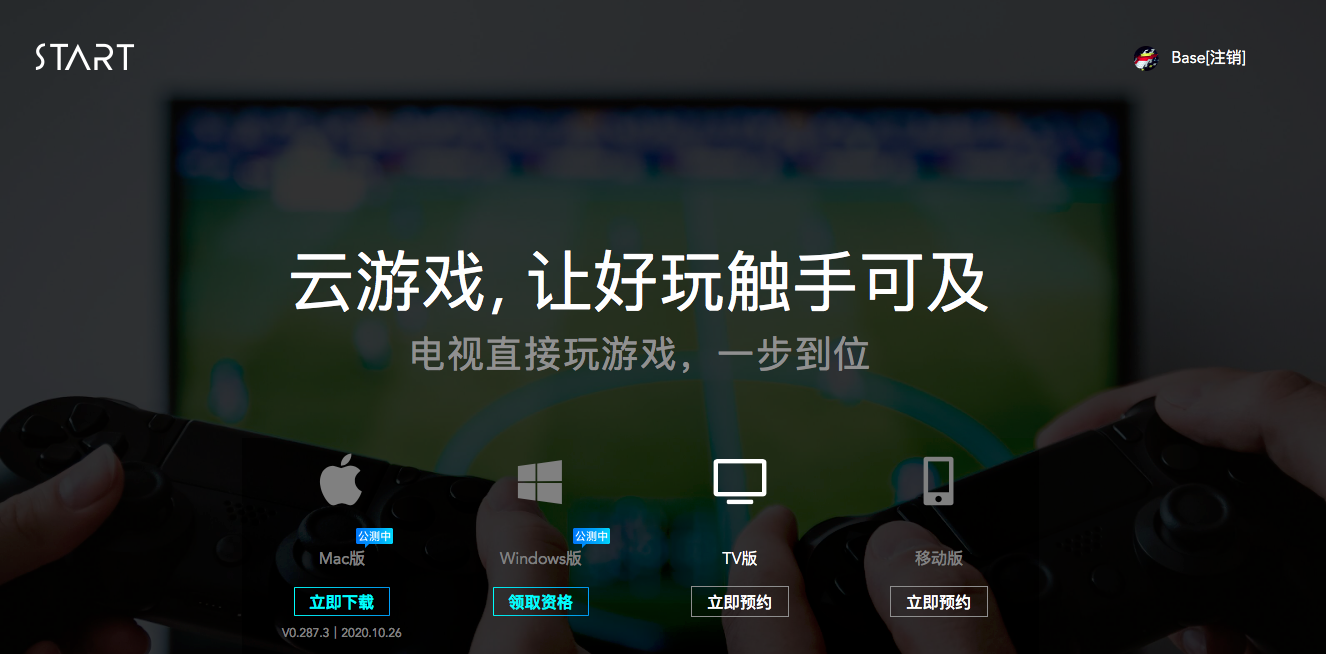 START
Base[注销]
云游戏, 让好玩触手可及
电视直接玩游戏， 一步到位
公测中 公测中
Mac版 Windows版 TV版 移动版
立即下载 领取资格 立即预约 立即预约
V0.287.3 | 2020.10.26